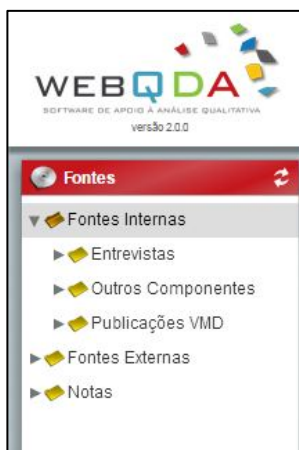 WEBQDA
SOFTWARE DE APOIO À ANÁLISE QUALITATIVA
versão 2.0.0
Fontes
Fontes Internas
Entrevistas
Outros Componentes
Publicações VMD
Fontes Externas
Notas